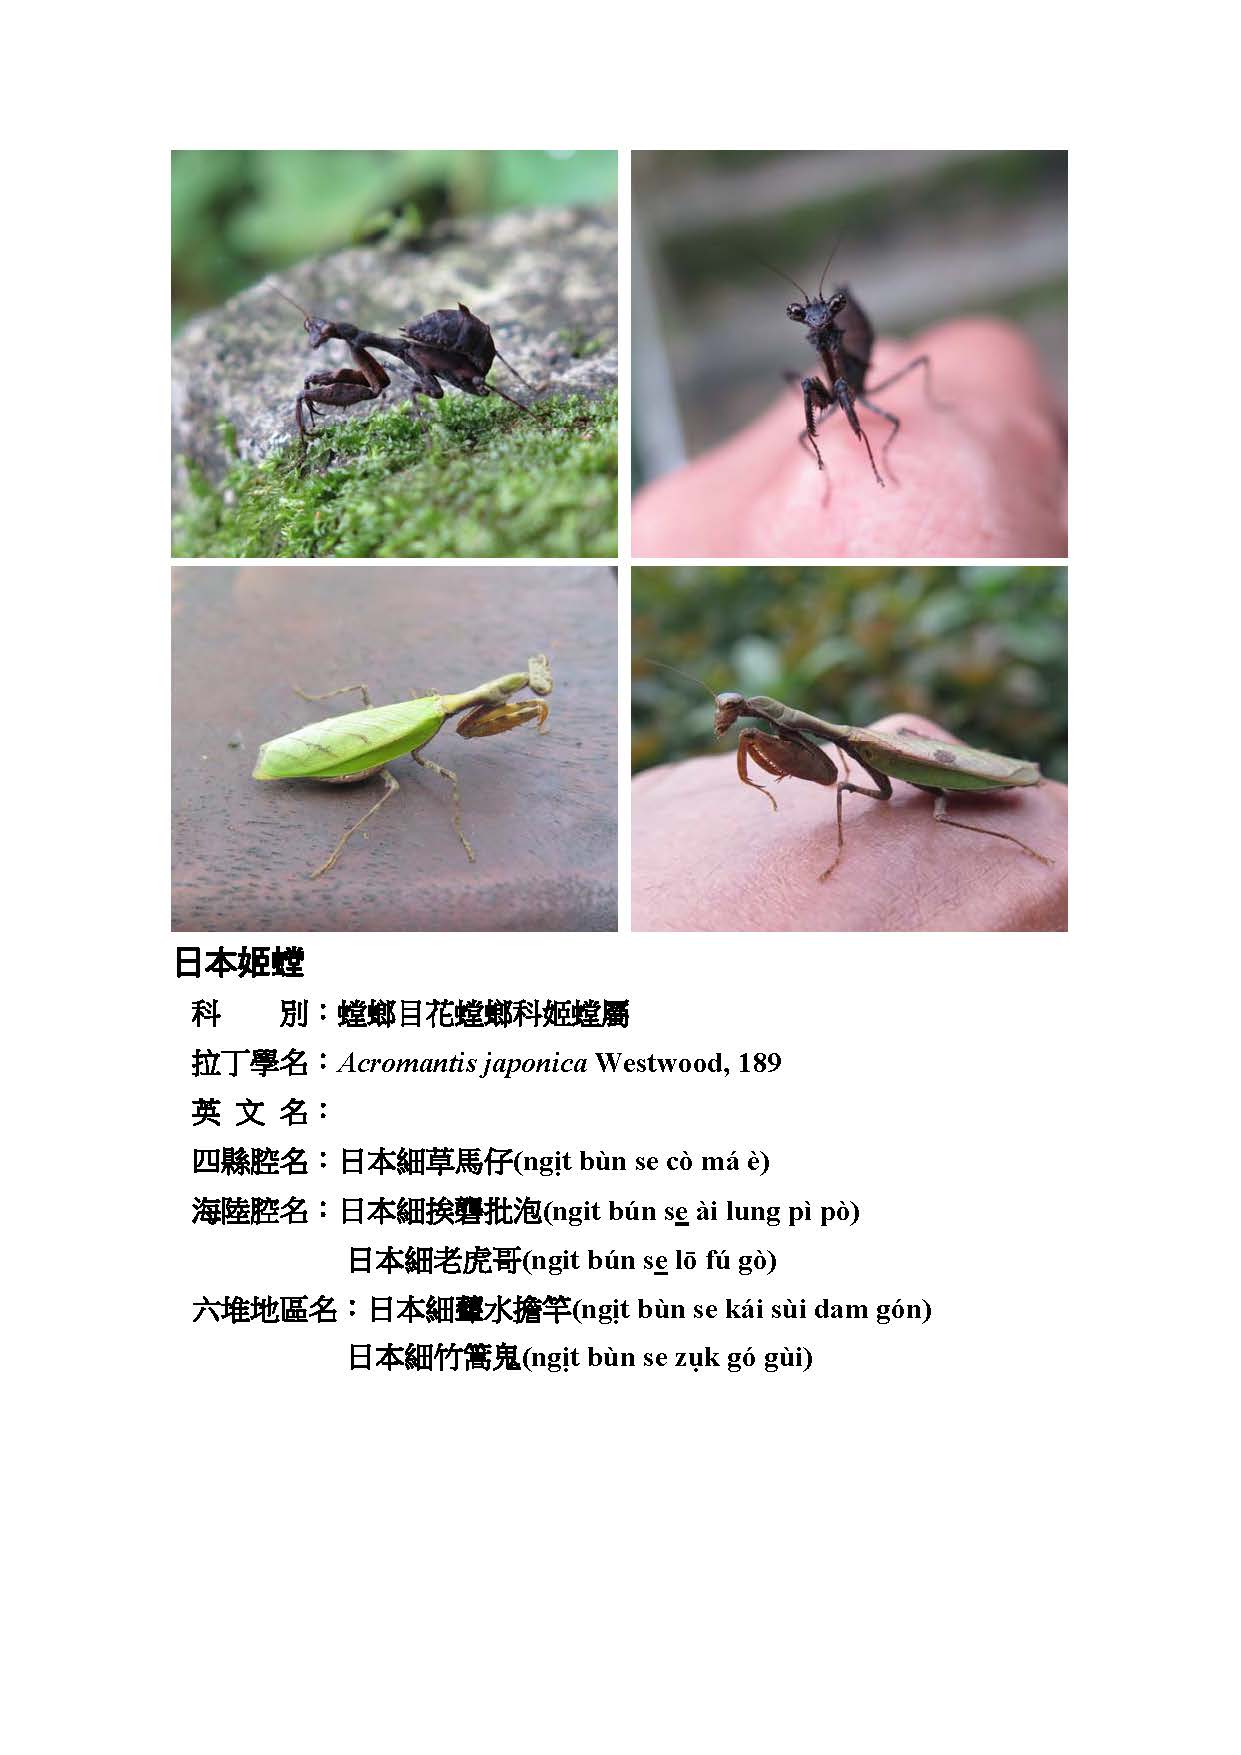 日本姬螳
科　　別：螳螂目花螳螂科姬螳屬
拉丁學名：Acromantis japonica Westwood, 189
英 文 名：
四縣腔名：日本細草馬仔(ngịt bùn se cò má è)
海陸腔名：日本細挨礱批泡(ngit bún se ài lung pì pò)
日本細老虎哥(ngit bún se lō fú gò)
六堆地區名：日本細水擔竿(ngịt bùn se kái sùi dam gón)
日本細竹篙鬼(ngịt bùn se zụk gó gùi)